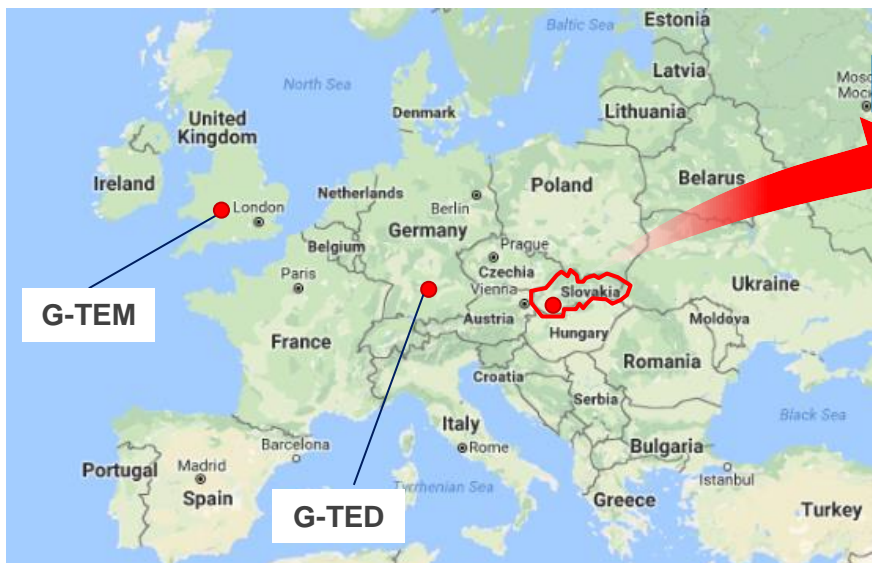 Estonia
Baltic Sea
Latvia
North Sea
Mosc
Моск
United
Kingdom
Denmark
Lithuania
Ireland
Netherlands
Poland
Belarus
London
Berlin
Germany
Belgium
Prague
Czechia
Paris
Ukraine
Slovakia
Vienna
G-TEM
Austria
Moldova
Hungary
France
Romania
Croatia
Serbia
Italy
Black Sea
Barcelona
Rome
Bulgaria
Portugal
Madrid
Istanbul
Spain
Tyrrhenian Sea
Greece
Turkey
G-TED